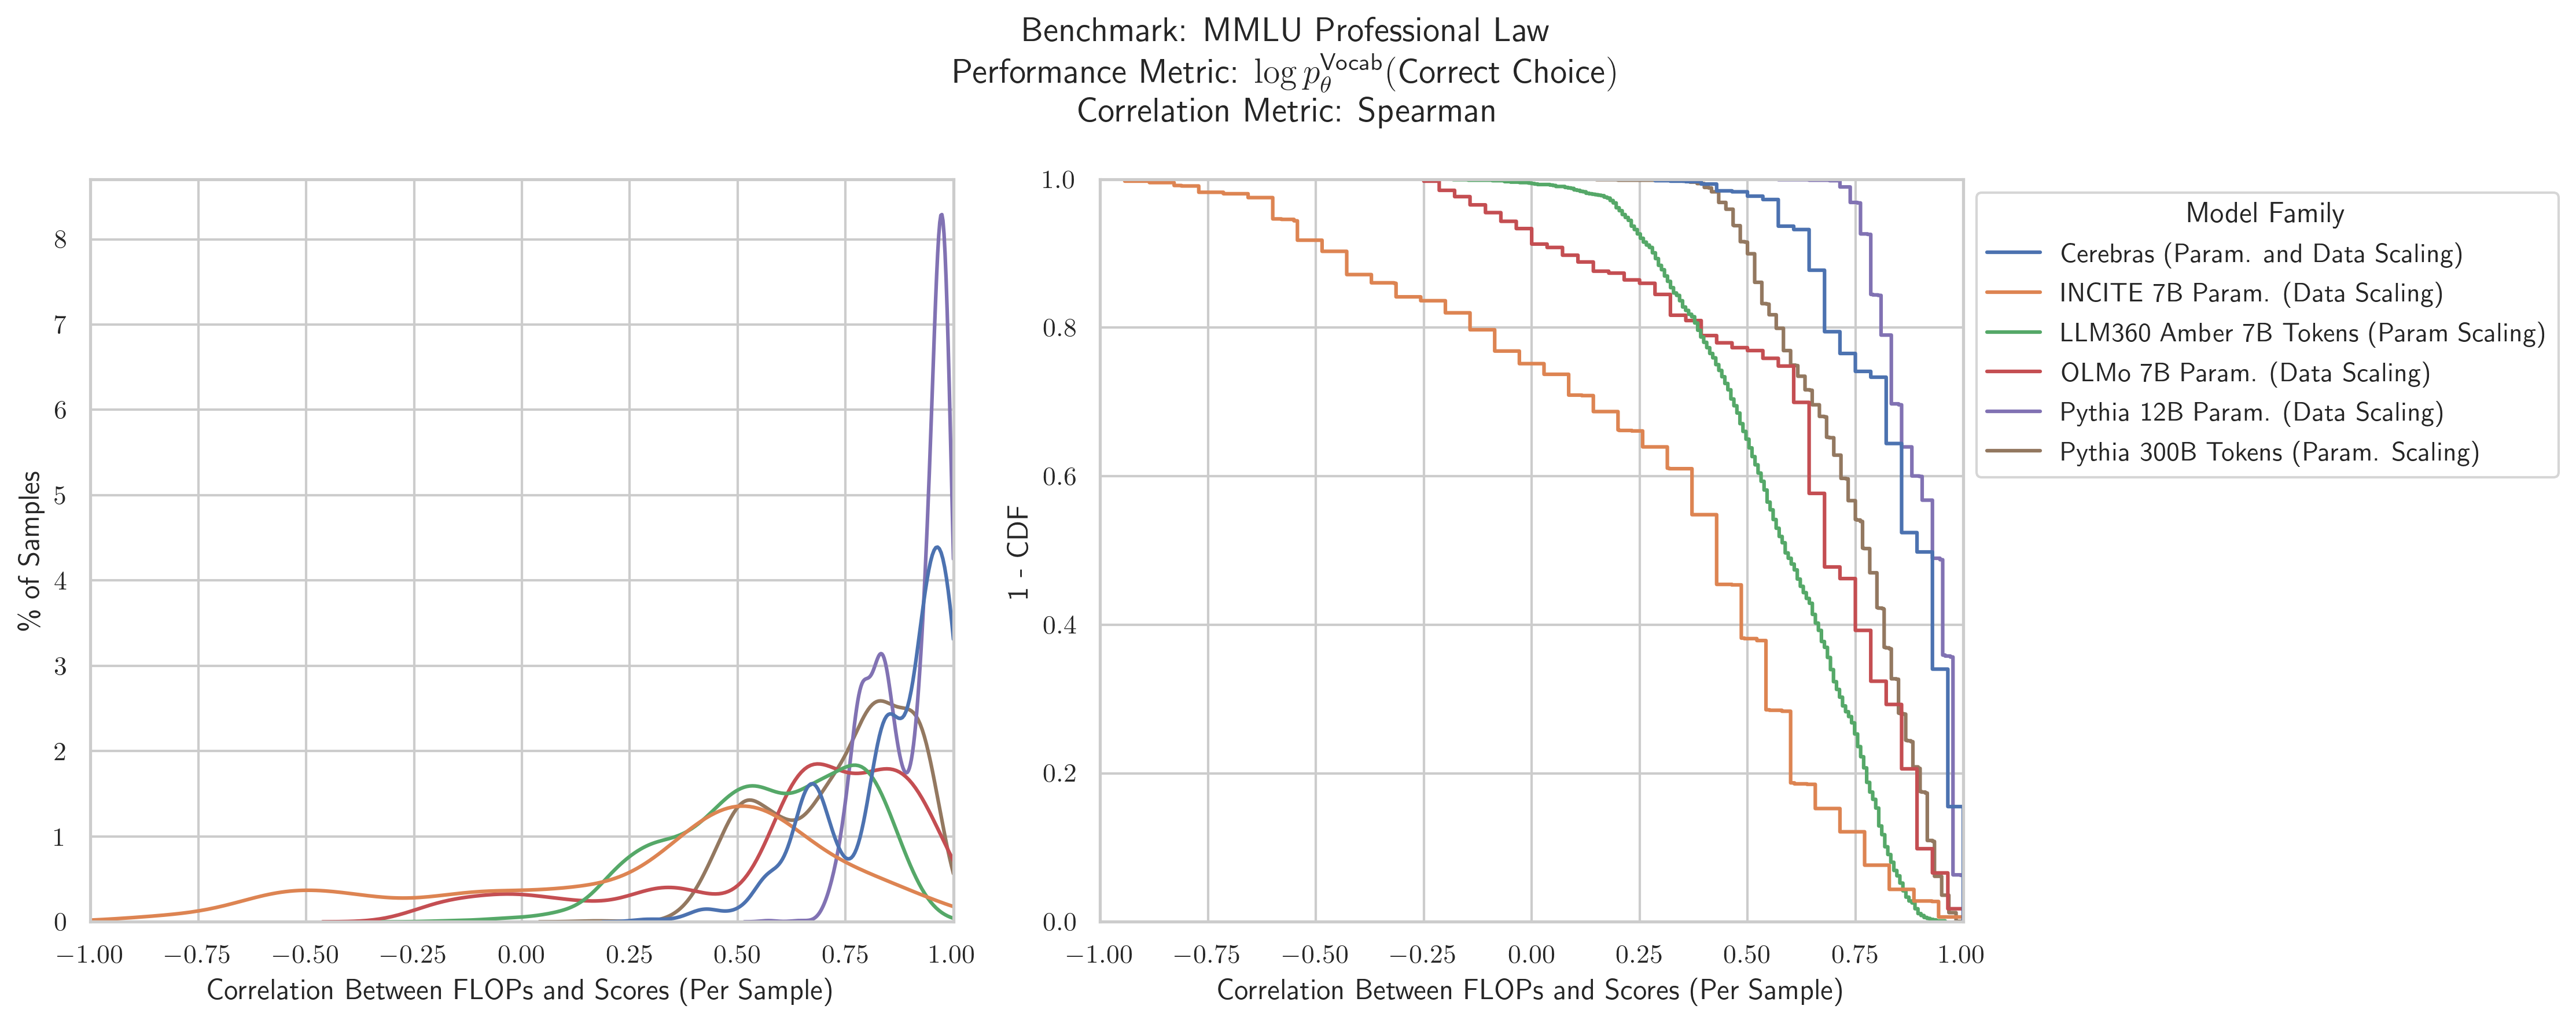 Benchmark: MMLU Professional Law
Performance Metric: log p_θ^Vocab(Correct Choice)
Correlation Metric: Spearman
% of Samples
8
7
6
5
4
3
2
1
0
−1.00 −0.75 −0.50 −0.25 0.00 0.25 0.50 0.75 1.00
Correlation Between FLOPs and Scores (Per Sample)
1 - CDF
1.0
0.8
0.6
0.4
0.2
0.0
−1.00 −0.75 −0.50 −0.25 0.00 0.25 0.50 0.75 1.00
Correlation Between FLOPs and Scores (Per Sample)
Model Family
Cerebras (Param. and Data Scaling)
INCITE 7B Param. (Data Scaling)
LLM360 Amber 7B Tokens (Param Scaling)
OLMo 7B Param. (Data Scaling)
Pythia 12B Param. (Data Scaling)
Pythia 300B Tokens (Param. Scaling)